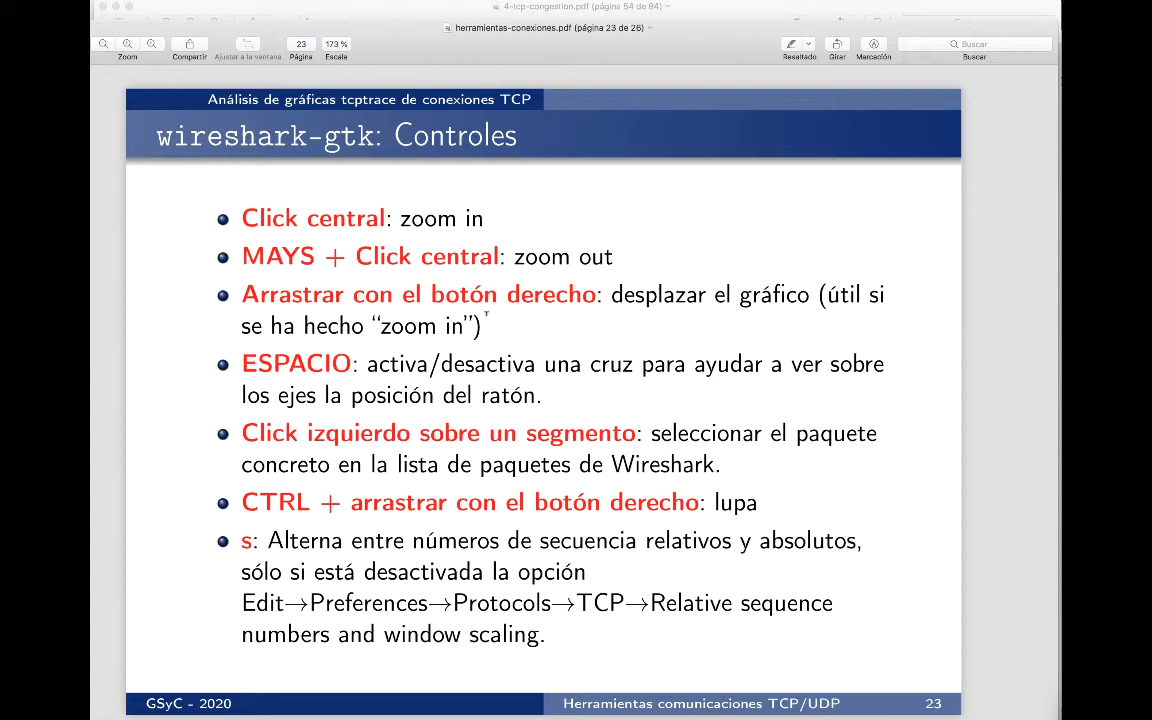 4-tcp-congestion.pdf (página 54 de 84)
herramientas-conexiones.pdf (página 23 de 26)
23
173 %
Buscar
Zoom
Compartir
Ajustar a la ventana
Página
Escale
Resaltado
Girar
Marcación
Buscar
Análisis de gráficas tcptrace de conexiones TCP
wireshark-gtk: Controles
Click central: zoom in
MAYS + Click central: zoom out
Arrastrar con el botón derecho: desplazar el gráfico (útil si
se ha hecho “zoom in”)
ESPACIO: activa/desactiva una cruz para ayudar a ver sobre
los ejes la posición del ratón.
Click izquierdo sobre un segmento: seleccionar el paquete
concreto en la lista de paquetes de Wireshark.
CTRL + arrastrar con el botón derecho: lupa
s: Alterna entre números de secuencia relativos y absolutos,
sólo si está desactivada la opción
Edit→Preferences→Protocols→TCP→Relative sequence
numbers and window scaling.
GSyC - 2020
Herramientas comunicaciones TCP/UDP
23